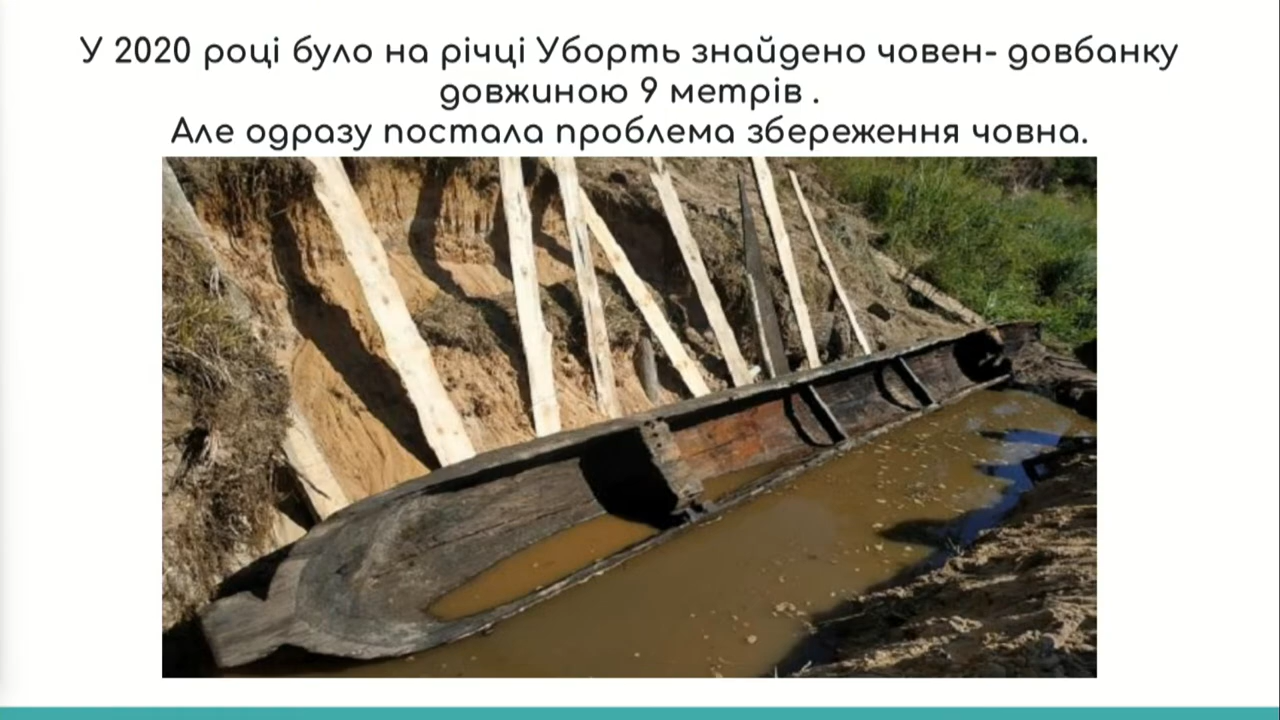 У 2020 році було на річці Уборть знайдено човен- довбанку
довжиною 9 метрів .
Але одразу постала проблема збереження човна.